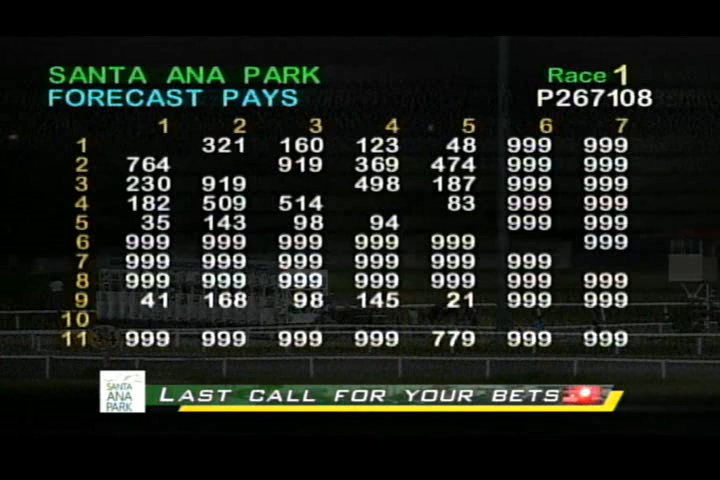 SANTA ANA PARK Race 1
FORECAST PAYS P267108
1 2 3 4 5 6 7
1 321 160 123 48 999 999
2 764 919 369 474 999 999
3 230 919 498 187 999 999
4 182 509 514 83 999 999
5 35 143 98 94 999 999
6 999 999 999 999 999 999
7 999 999 999 999 999 999
8 999 999 999 999 999 999 999
9 41 168 98 145 21 999 999
10
11 999 999 999 999 779 999 999
SANTA
ANA
PARK
LAST CALL FOR YOUR BETS